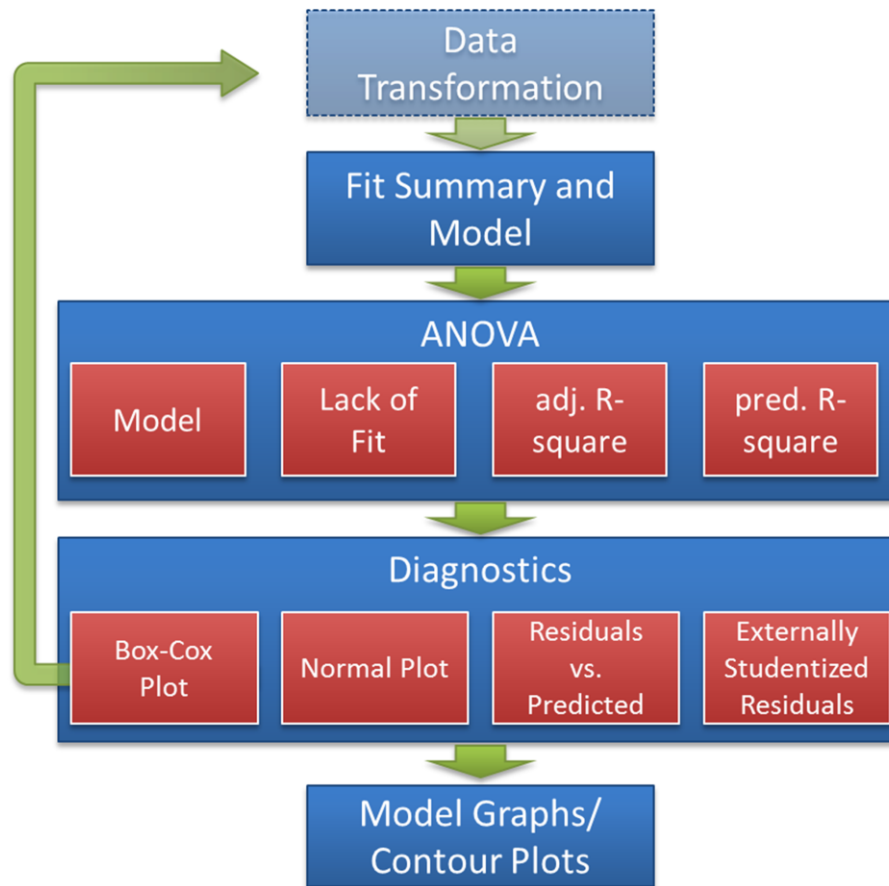 Data
Transformation
Fit Summary and
Model
ANOVA
Model
Lack of
Fit
adj. R-
square
pred. R-
square
Diagnostics
Box-Cox
Plot
Normal Plot
Residuals
vs.
Predicted
Externally
Studentized
Residuals
Model Graphs/
Contour Plots